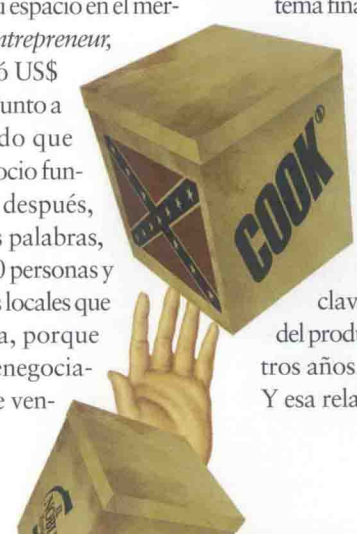 u espacio en el mer-
ntrepreneur,
6 US$
unto a
do que
ocio fun-
después,
s palabras,
0 personas y
s locales que
a, porque
enegocia-
e ven-
tema fina
COOK®
clav
del produ
tros años
Y esa rela